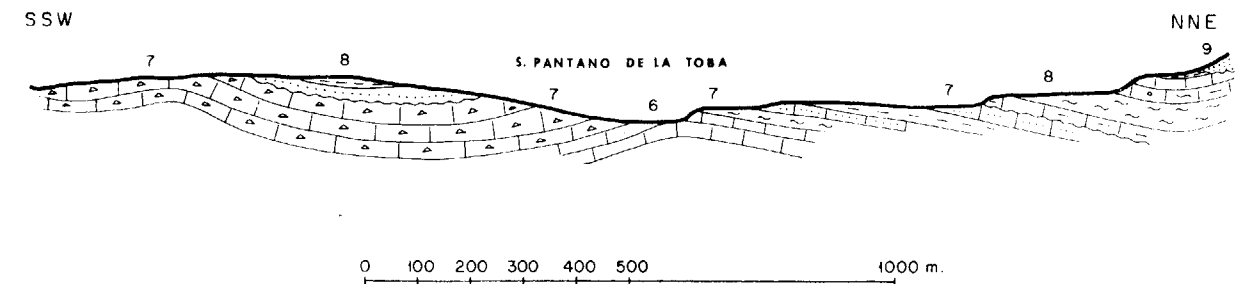 SSW NNE
9
7 8 S. PANTANO DE LA TOBA 8
7 6 7 7
0 100 200 300 400 500 1000 m.